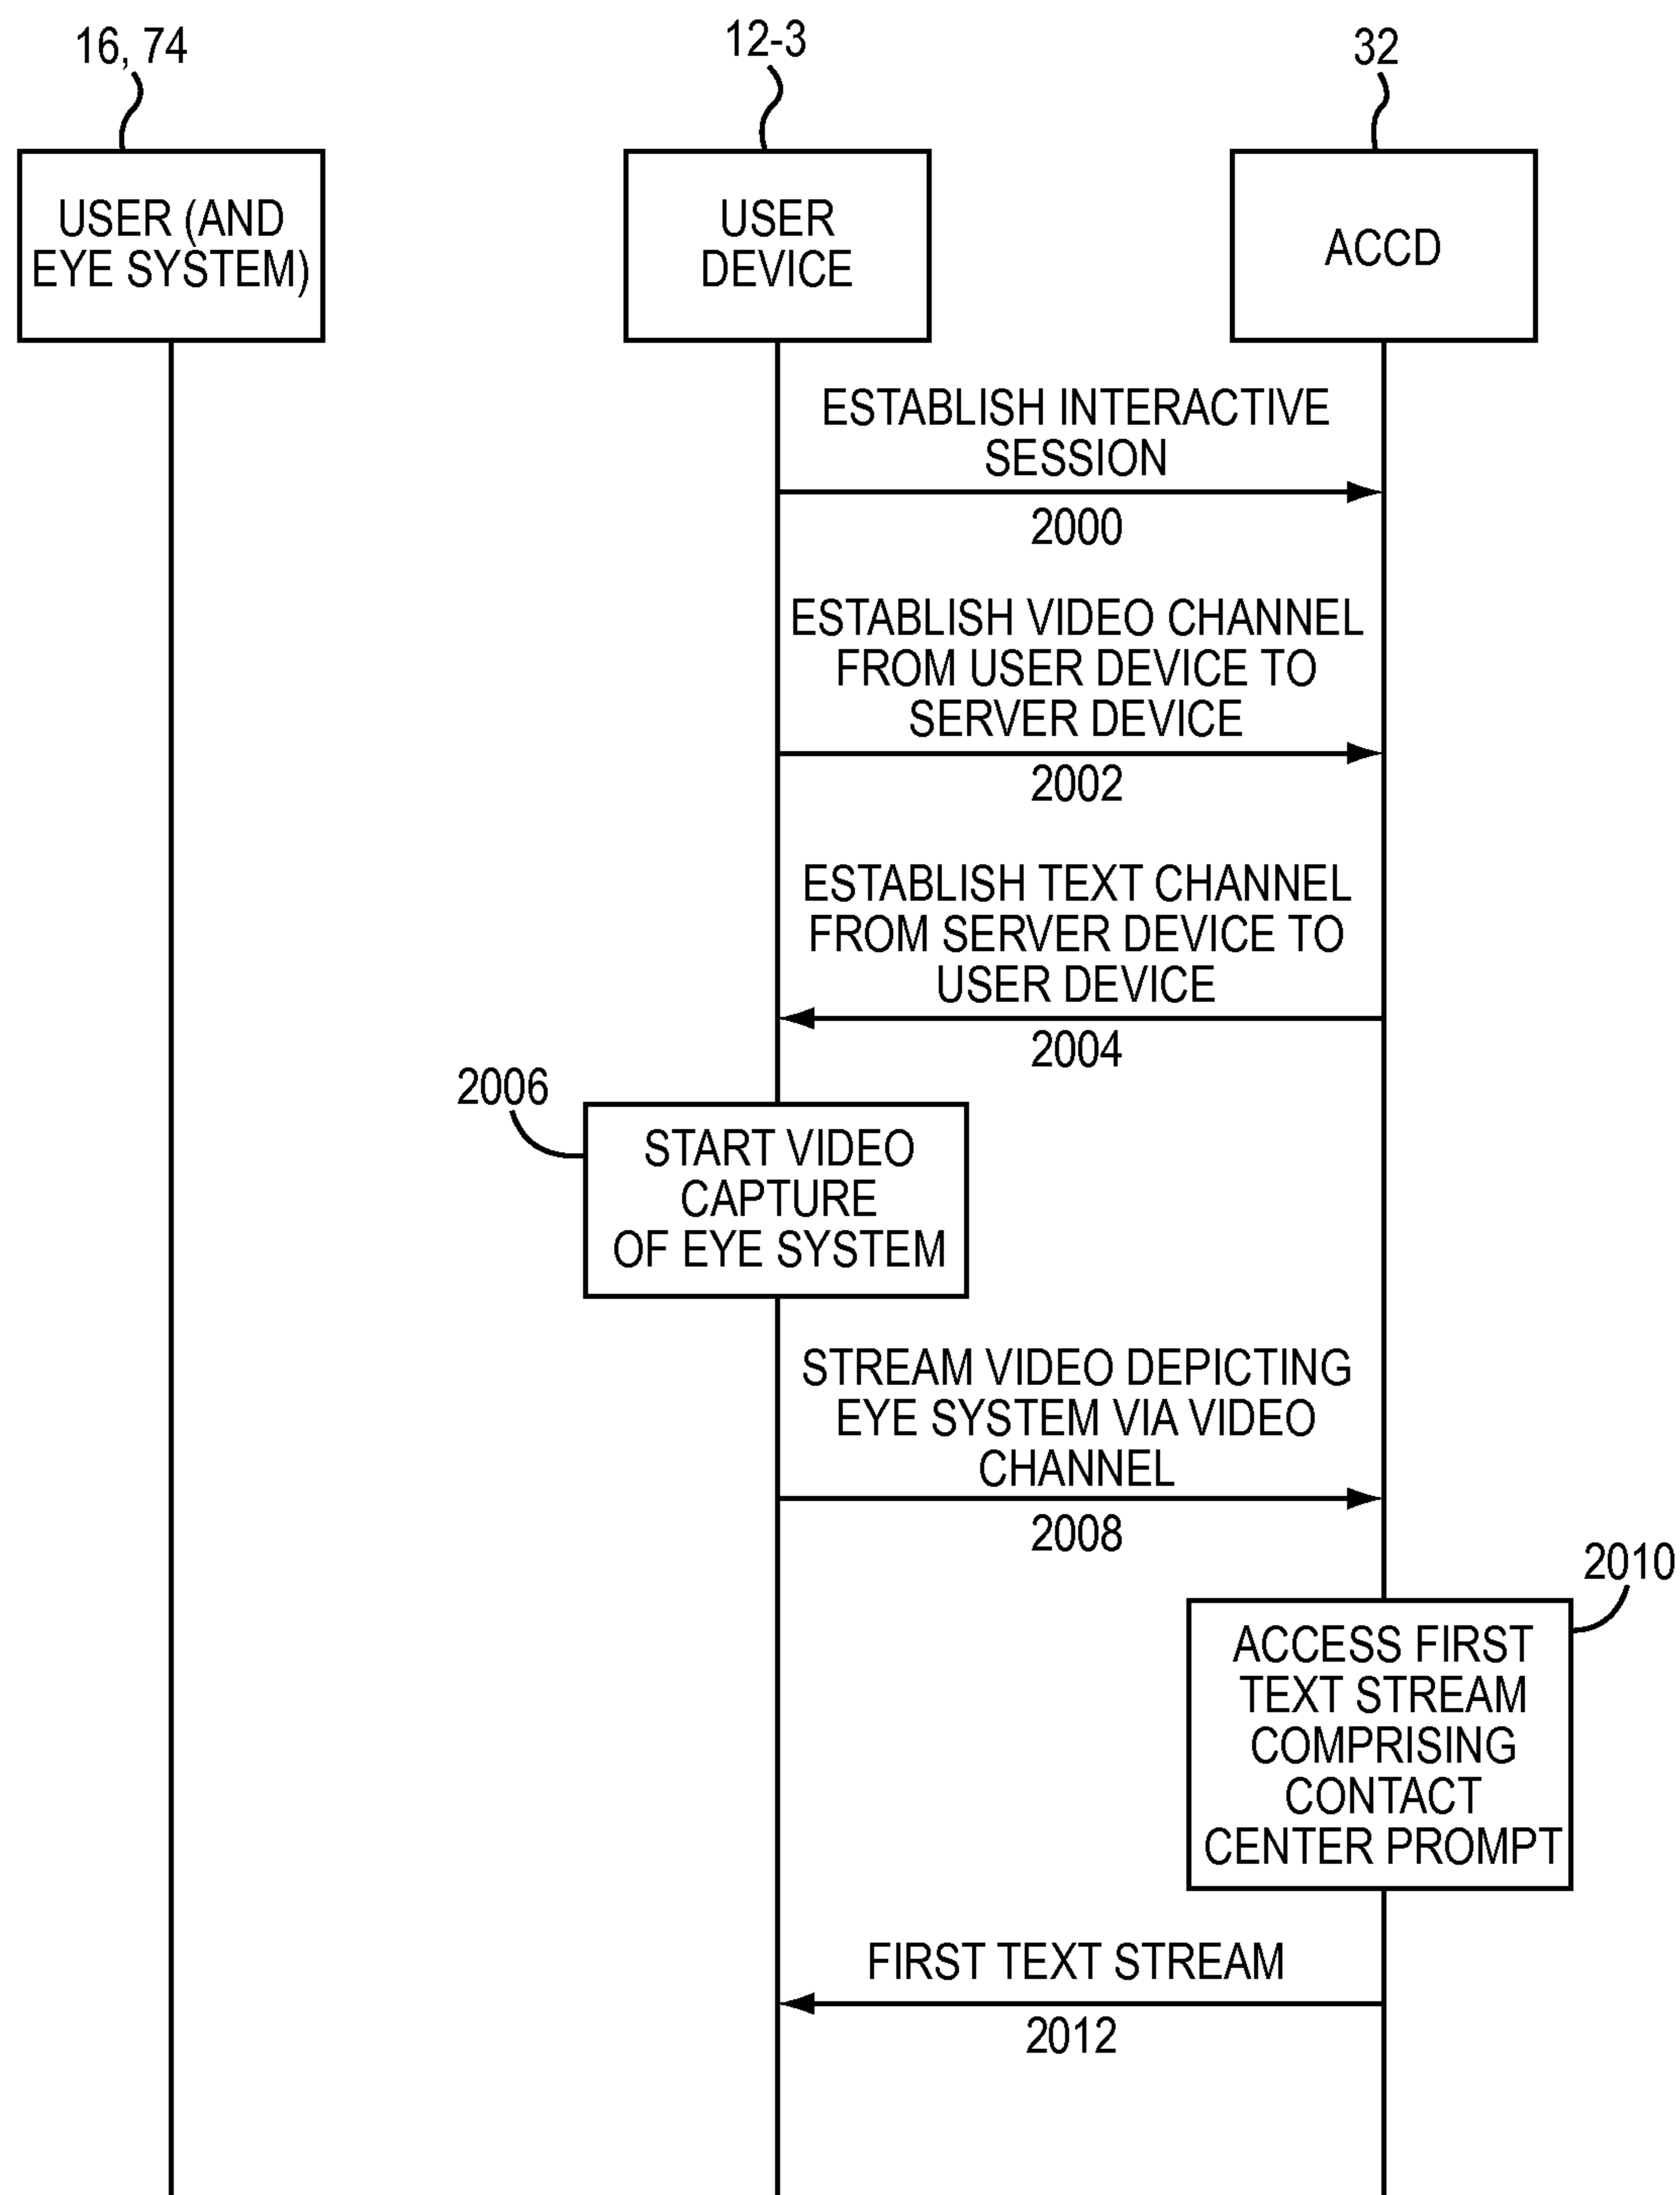 16, 74
12-3
32
USER (AND
EYE SYSTEM)
USER
DEVICE
ACCD
ESTABLISH INTERACTIVE
SESSION
2000
ESTABLISH VIDEO CHANNEL
FROM USER DEVICE TO
SERVER DEVICE
2002
ESTABLISH TEXT CHANNEL
FROM SERVER DEVICE TO
USER DEVICE
2004
2006
START VIDEO
CAPTURE
OF EYE SYSTEM
STREAM VIDEO DEPICTING
EYE SYSTEM VIA VIDEO
CHANNEL
2008
2010
ACCESS FIRST
TEXT STREAM
COMPRISING
CONTACT
CENTER PROMPT
FIRST TEXT STREAM
2012